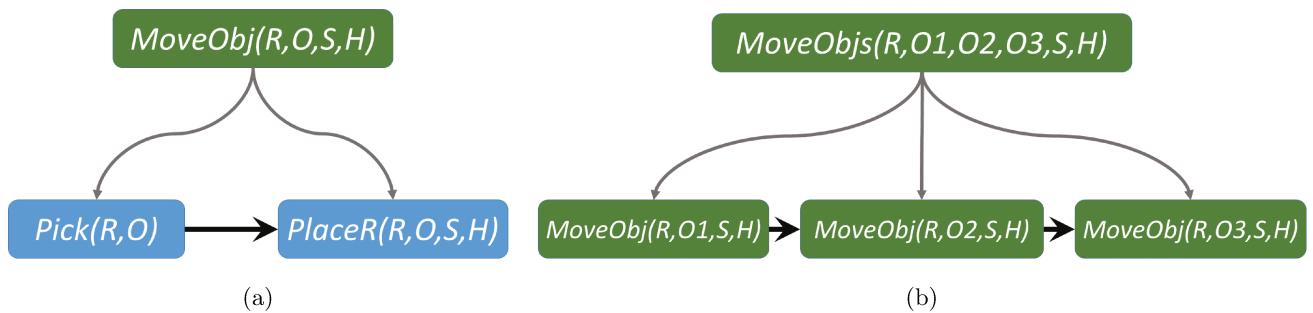 MoveObj(R,O,S,H)
Pick(R,O)
PlaceR(R,O,S,H)
(a)
MoveObjs(R,O1,O2,O3,S,H)
MoveObj(R,O1,S,H)
MoveObj(R,O2,S,H)
MoveObj(R,O3,S,H)
(b)